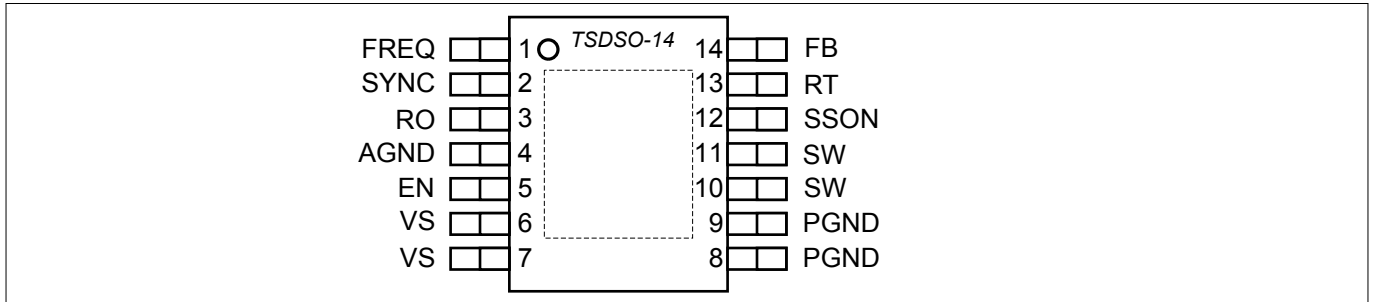 FREQ 1 TSDSO-14 14 FB
SYNC 2 13 RT
RO 3 12 SSON
AGND 4 11 SW
EN 5 10 SW
VS 6 9 PGND
VS 7 8 PGND